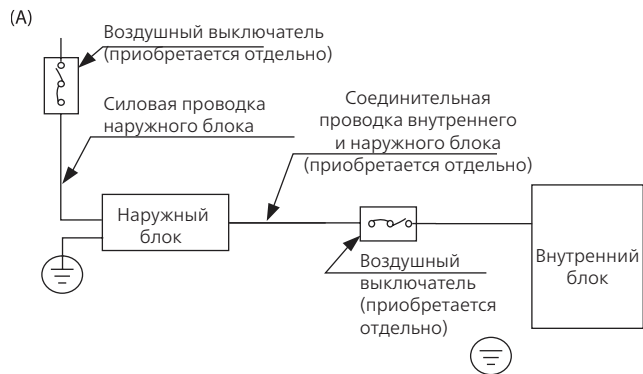 (A)
Воздушный выключатель
(приобретается отдельно)
Силовая проводка
наружного блока
Соединительная
проводка внутреннего
и наружного блока
(приобретается отдельно)
Наружный
блок
Воздушный
выключатель
(приобретается
отдельно)
Внутренний
блок